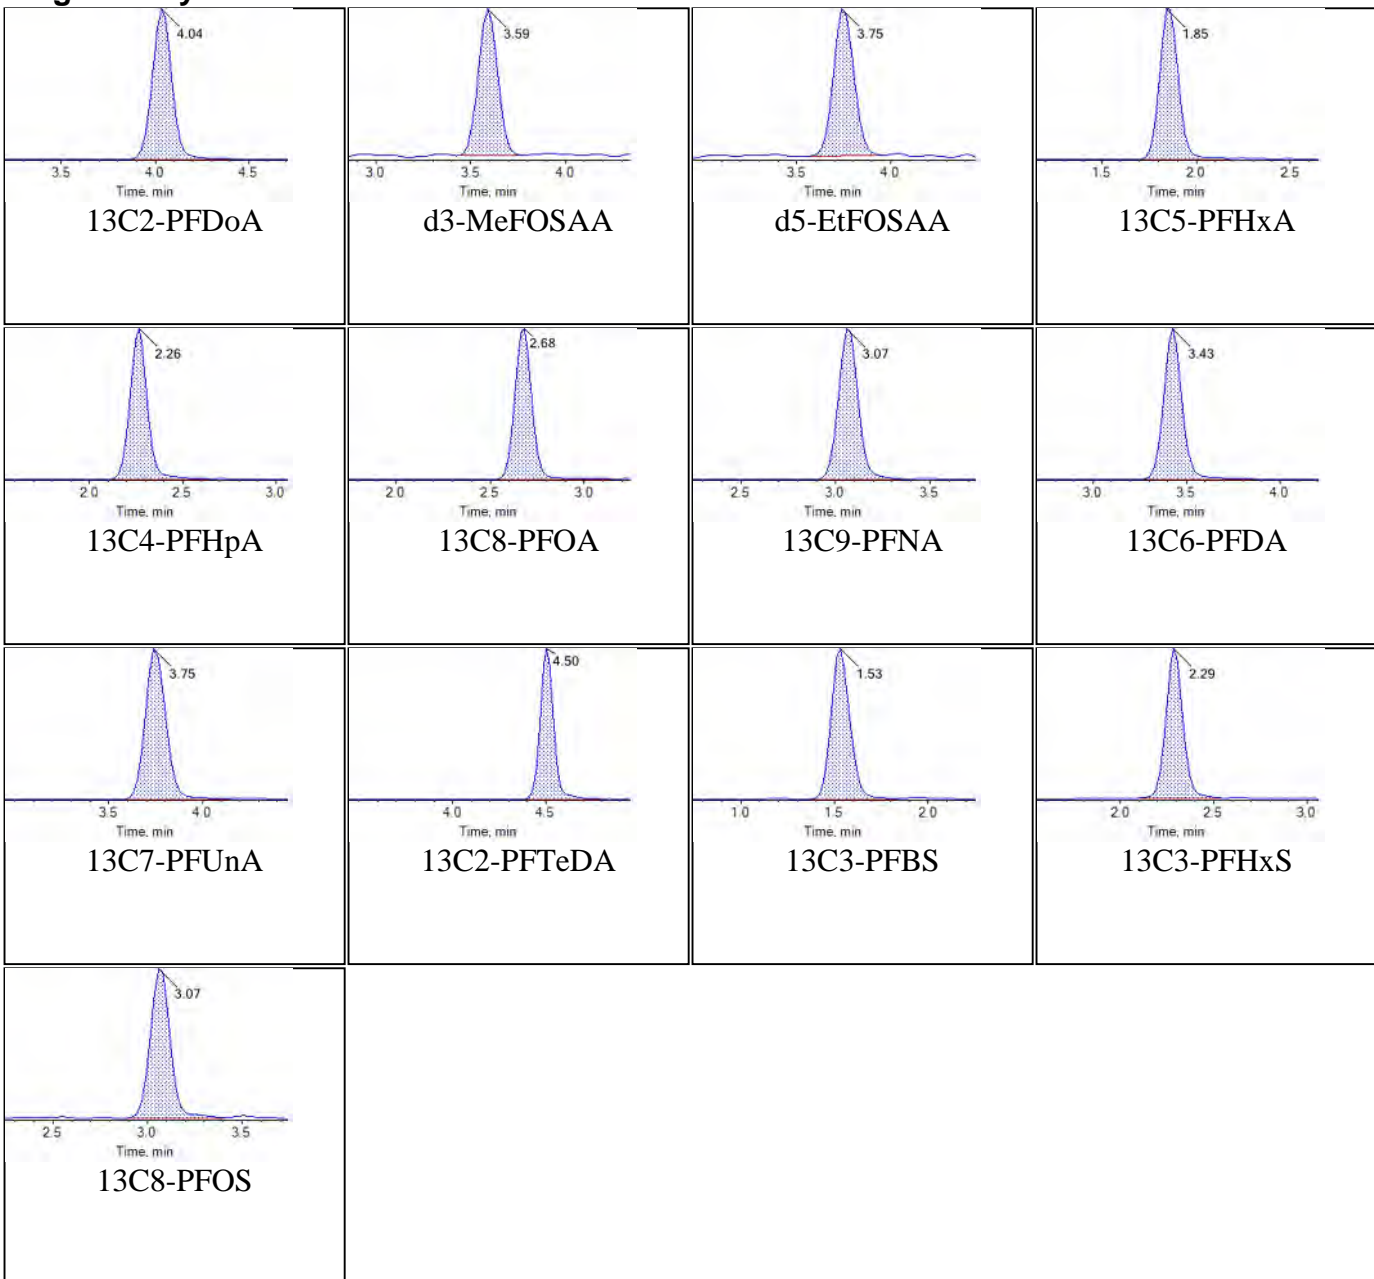 4.04
3.5 4.0 4.5
Time, min
13C2-PFDoA
3.59
3.0 3.5 4.0
Time, min
d3-MeFOSAA
3.75
3.5 4.0
Time, min
d5-EtFOSAA
1.85
1.5 2.0 2.5
Time, min
13C5-PFHxA
2.26
2.0 2.5 3.0
Time, min
13C4-PFHpA
2.68
2.0 2.5 3.0
Time, min
13C8-PFOA
3.07
2.5 3.0 3.5
Time, min
13C9-PFNA
3.43
3.0 3.5 4.0
Time, min
13C6-PFDA
3.75
3.5 4.0
Time, min
13C7-PFUnA
4.50
4.0 4.5
Time, min
13C2-PFTeDA
1.53
1.0 1.5 2.0
Time, min
13C3-PFBS
2.29
2.0 2.5 3.0
Time, min
13C3-PFHxS
3.07
2.5 3.0 3.5
Time, min
13C8-PFOS